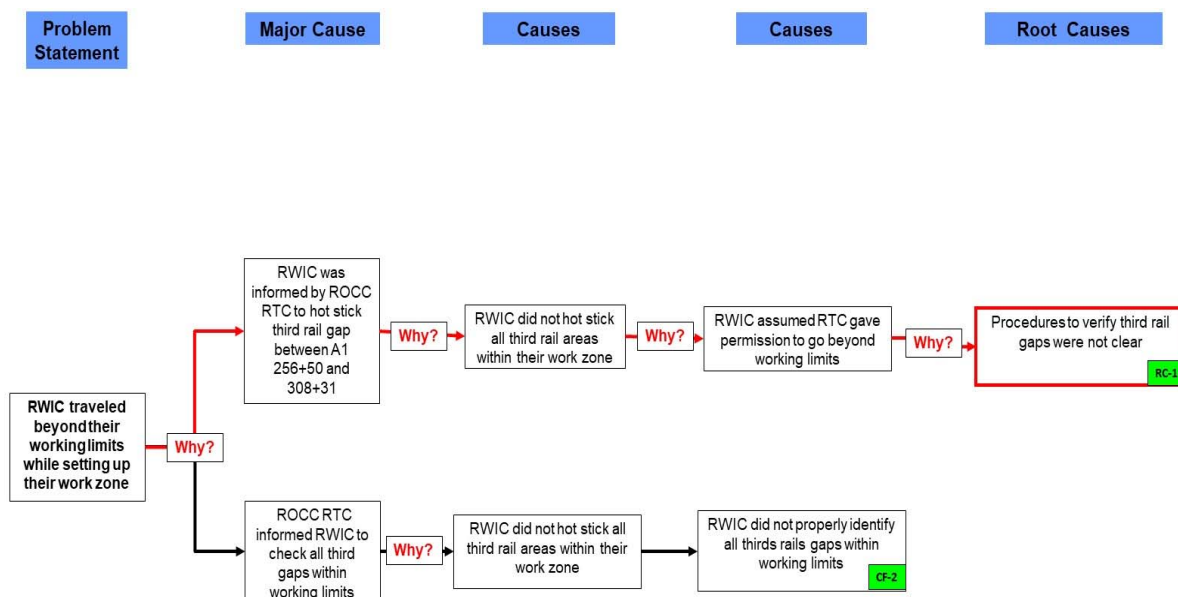 Problem
Statement
Major Cause
Causes
Causes
Root Causes
RWIC was
informed by ROCC
RTC to hot stick
third rail gap
between A1
256+50 and
308+31
Why?
RWIC did not hot stick
all third rail areas
within their work zone
Why?
RWIC assumed RTC gave
permission to go beyond
working limits
Why?
Procedures to verify third rail
gaps were not clear
RC-1
RWIC traveled
beyond their
working limits
while setting up
their work zone
Why?
ROCC RTC
informed RWIC to
check all third
gaps within
working limits
Why?
RWIC did not hot stick all
third rail areas within their
work zone
RWIC did not properly identify
all thirds rails gaps within
working limits
CF-2